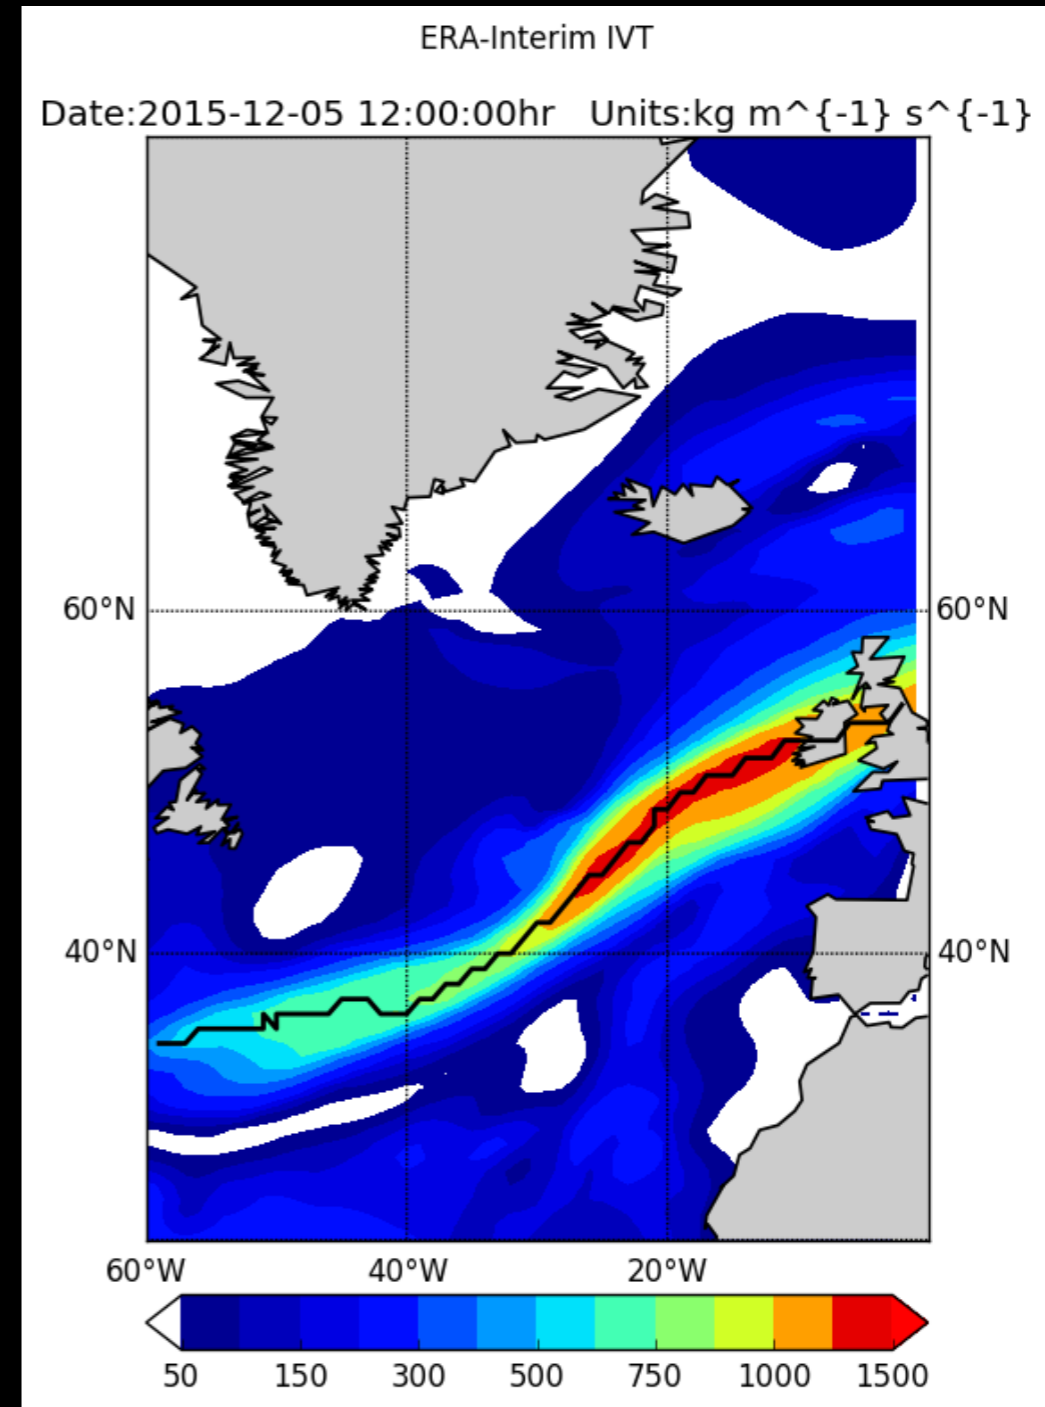 ERA-Interim IVT
Date:2015-12-05 12:00:00hr   Units:kg m^{-1} s^{-1}
60°N 60°N
40°N 40°N
60°W 40°W 20°W
50 150 300 500 750 1000 1500